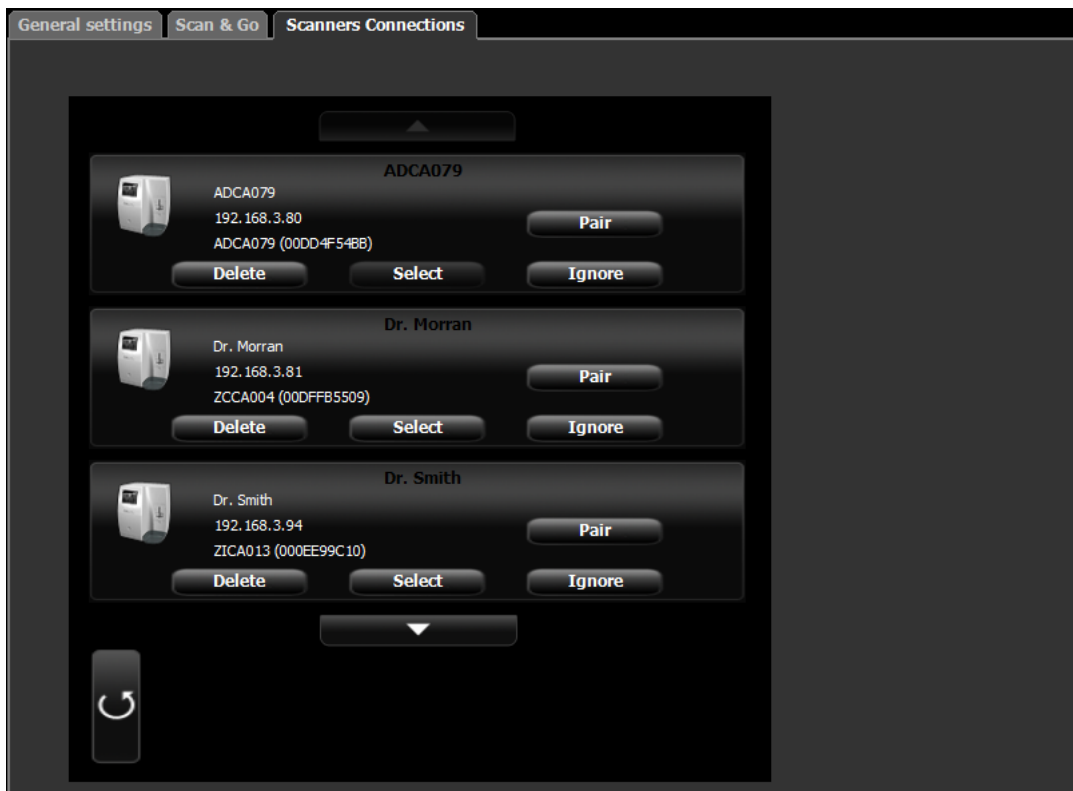 General settings Scan & Go Scanners Connections
ADCA079
ADCA079
192.168.3.80
Pair
ADCA079 (00DD4F54BB)
Delete Select Ignore
Dr. Morran
Dr. Morran
192.168.3.81
Pair
ZCCA004 (00DFFB5509)
Delete Select Ignore
Dr. Smith
Dr. Smith
192.168.3.94
Pair
ZICA013 (000EE99C10)
Delete Select Ignore